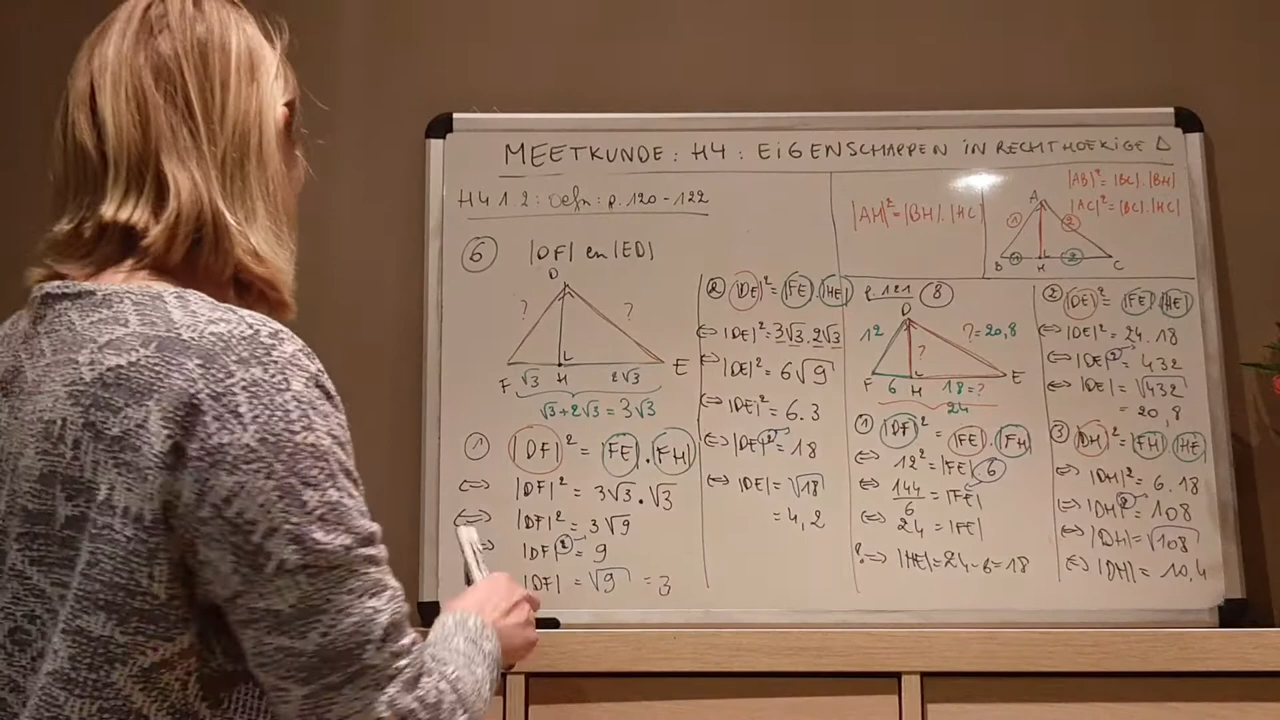 MEETKUNDE: H4: EiGENSCHAPPEN iN RECHTHOEKIGE Δ
H4 1 2: Oefn: p. 120 - 122
|AH|² = |BH|.|HC|
|AB|² = |BC|.|BH|
|AC|² = |BC|.|HC|
A
① ②
B ① H ② C
⑥ |DF| en |ED|
D
? ?
F √3 H 2√3 E
√3 + 2√3 = 3√3
① |DF|² = |FE|.|FH|
⇔ |DF|² = 3√3.√3
⇔ |DF|² = 3√9
⇔ |DF|² = 9
|DF| = √9 = 3
② |DE|² = |FE|.|HE|
⇔ |DE|² = 3√3.2√3
⇔ |DE|² = 6√9
⇔ |DE|² = 6.3
⇔ |DE|² = 18
⇔ |DE| = √18
= 4,2
p. 121 ⑧
D
12 ? ?=20,8
F 6 H 18=? E
24
① |DF|² = |FE|.|FH|
⇔ 12² = |FE|.6
⇔ 144/6 = |FE|
⇔ 24 = |FE|
⇒ |HE| = 24-6 = 18
② |DE|² = |FE|.|HE|
⇔ |DE|² = 24.18
⇔ |DE|² = 432
⇔ |DE| = √432
= 20,8
③ |DH|² = |FH|.|HE|
⇔ |DH|² = 6.18
⇔ |DH|² = 108
⇔ |DH| = √108
⇔ |DH| = 10,4